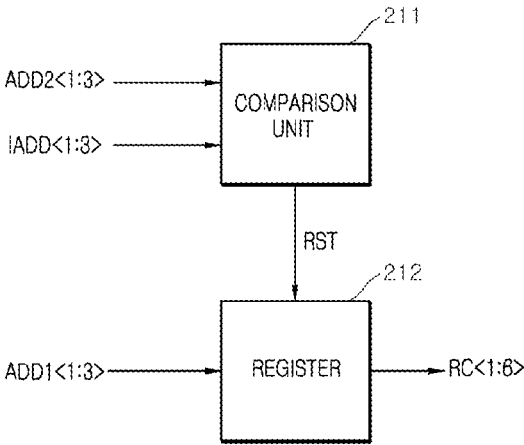 211
ADD2<1:3>
COMPARISON
UNIT
IADD<1:3>
RST
212
ADD1<1:3>
REGISTER
RC<1:6>